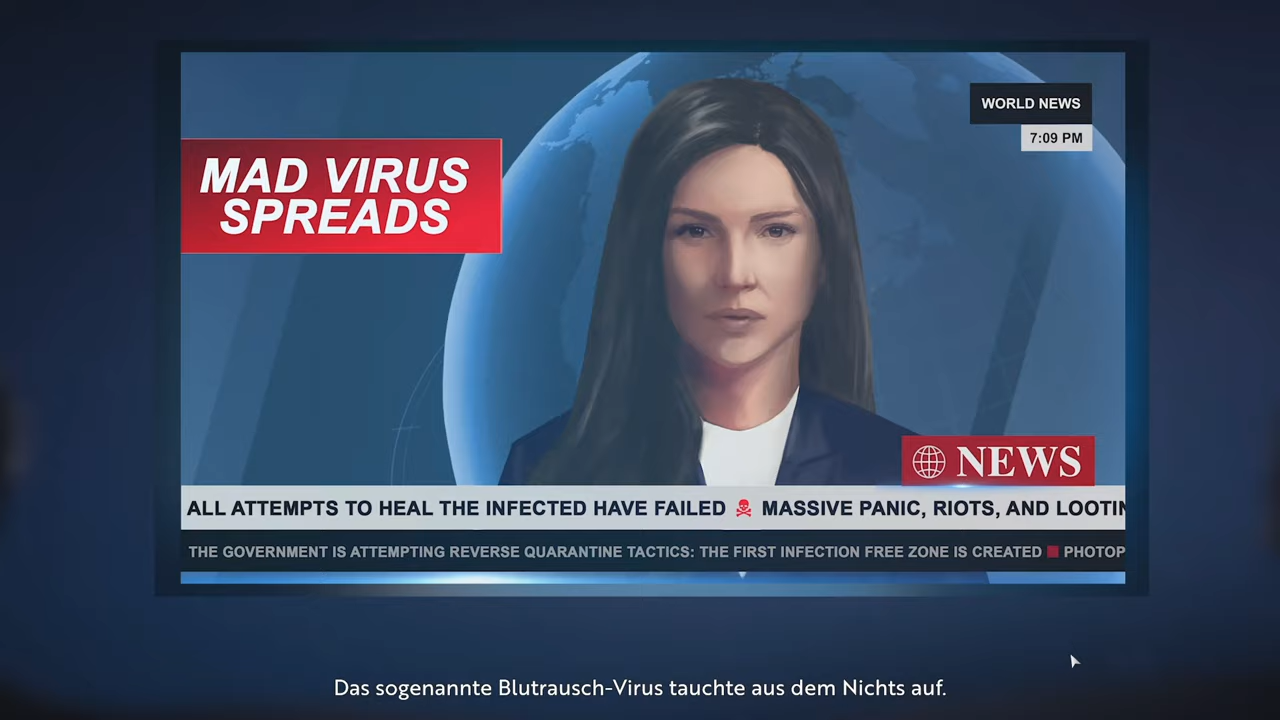 WORLD NEWS
7:09 PM
MAD VIRUS
SPREADS
NEWS
ALL ATTEMPTS TO HEAL THE INFECTED HAVE FAILED ☠ MASSIVE PANIC, RIOTS, AND LOOTIN
THE GOVERNMENT IS ATTEMPTING REVERSE QUARANTINE TACTICS: THE FIRST INFECTION FREE ZONE IS CREATED ■ PHOTOP
Das sogenannte Blutrausch-Virus tauchte aus dem Nichts auf.